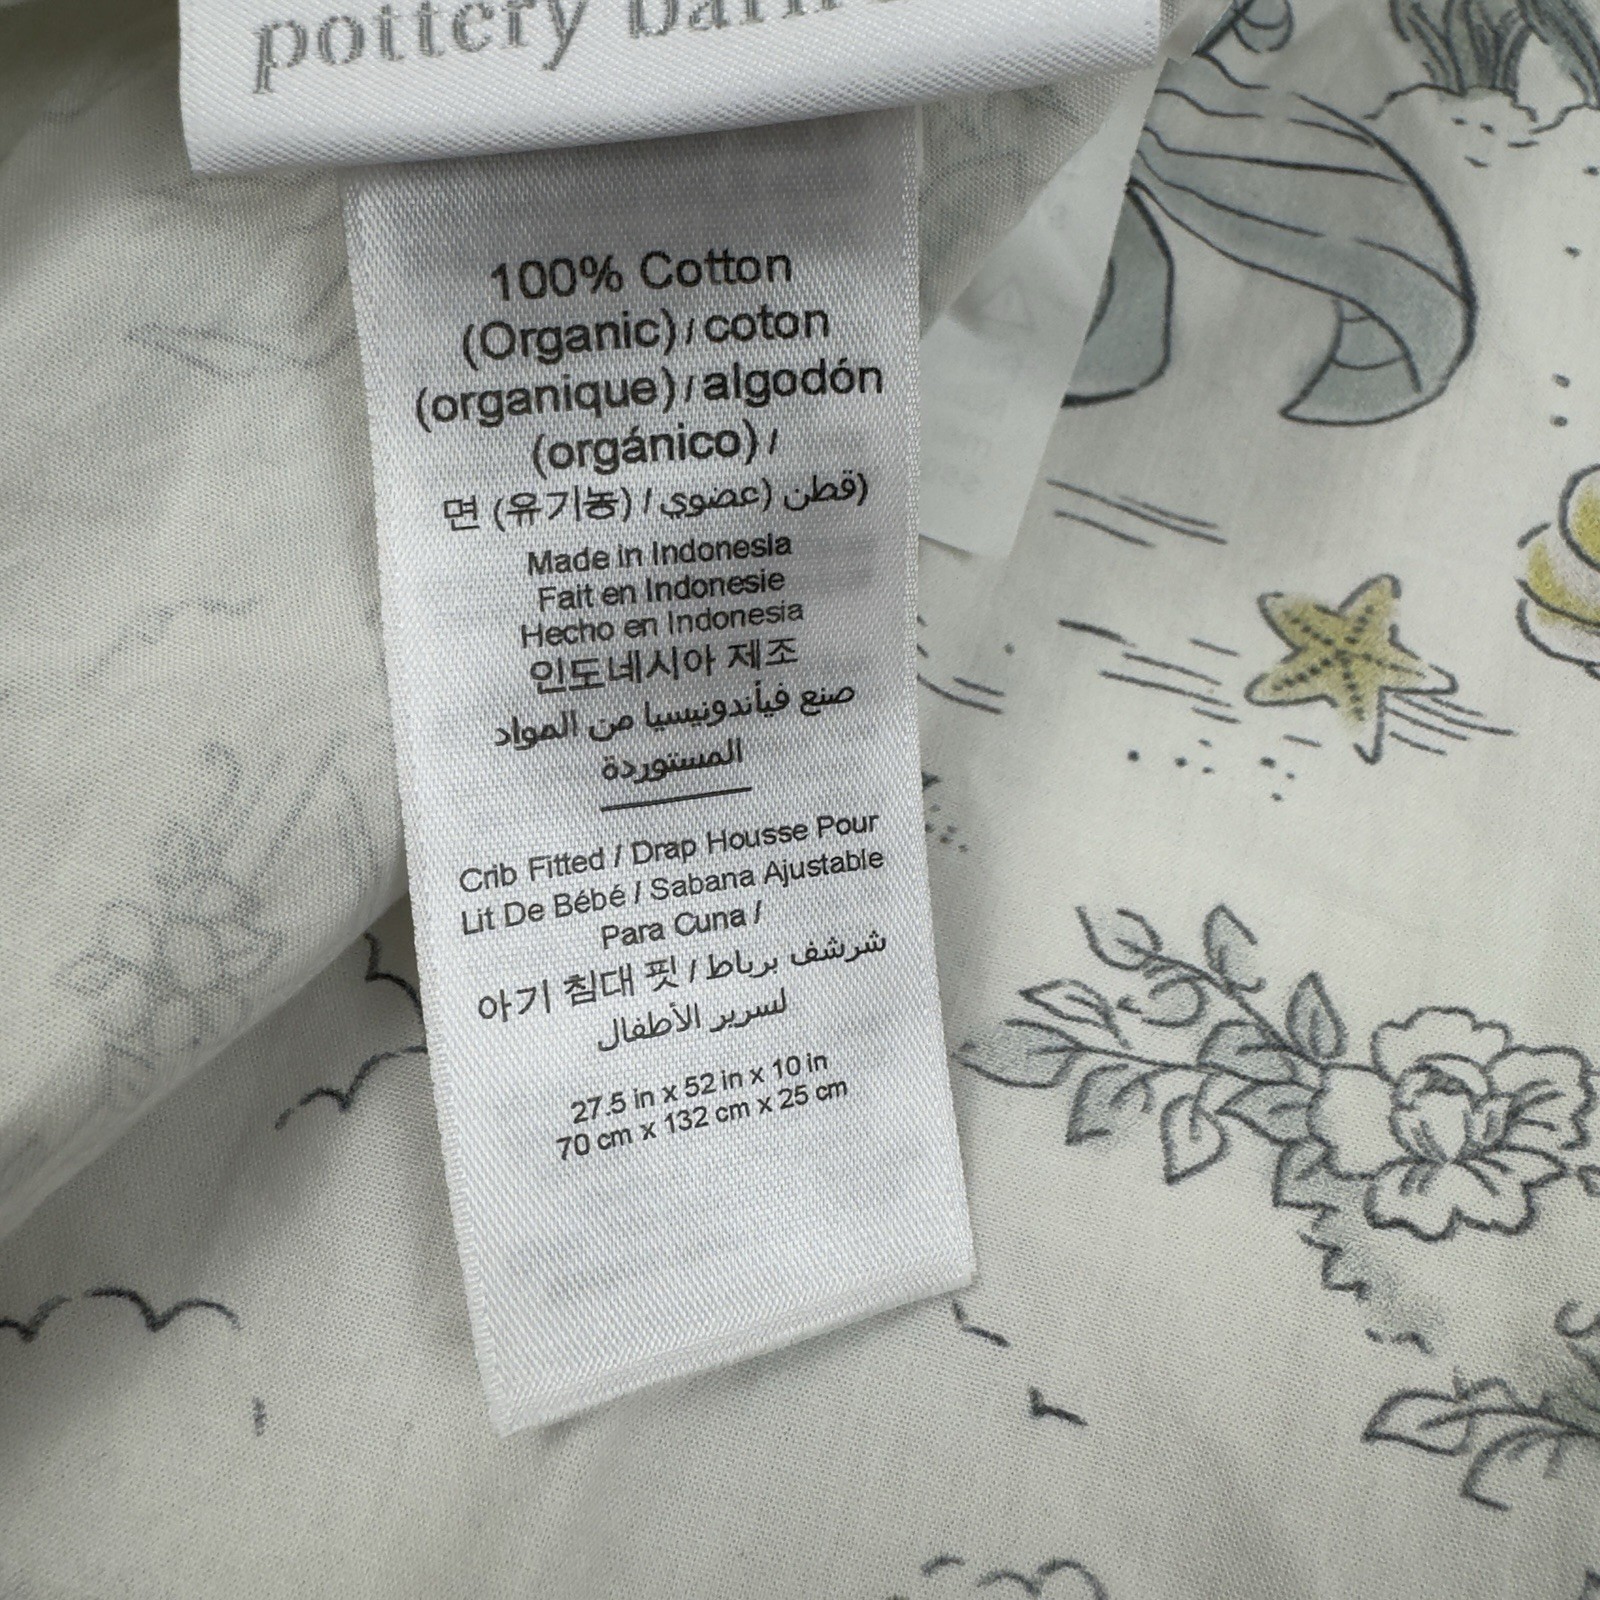 pottery barn
100% Cotton
(Organic) / coton
(organique) / algodón
(orgánico) /
면 (유기농) / قطن (عضوي)
Made in Indonesia
Fait en Indonesie
Hecho en Indonesia
인도네시아 제조
صنع فيأندونيسيا من المواد
المستوردة
Crib Fitted / Drap Housse Pour
Lit De Bébé / Sabana Ajustable
Para Cuna /
아기 침대 핏 / شرشف برباط
لسرير الأطفال
27.5 in x 52 in x 10 in
70 cm x 132 cm x 25 cm